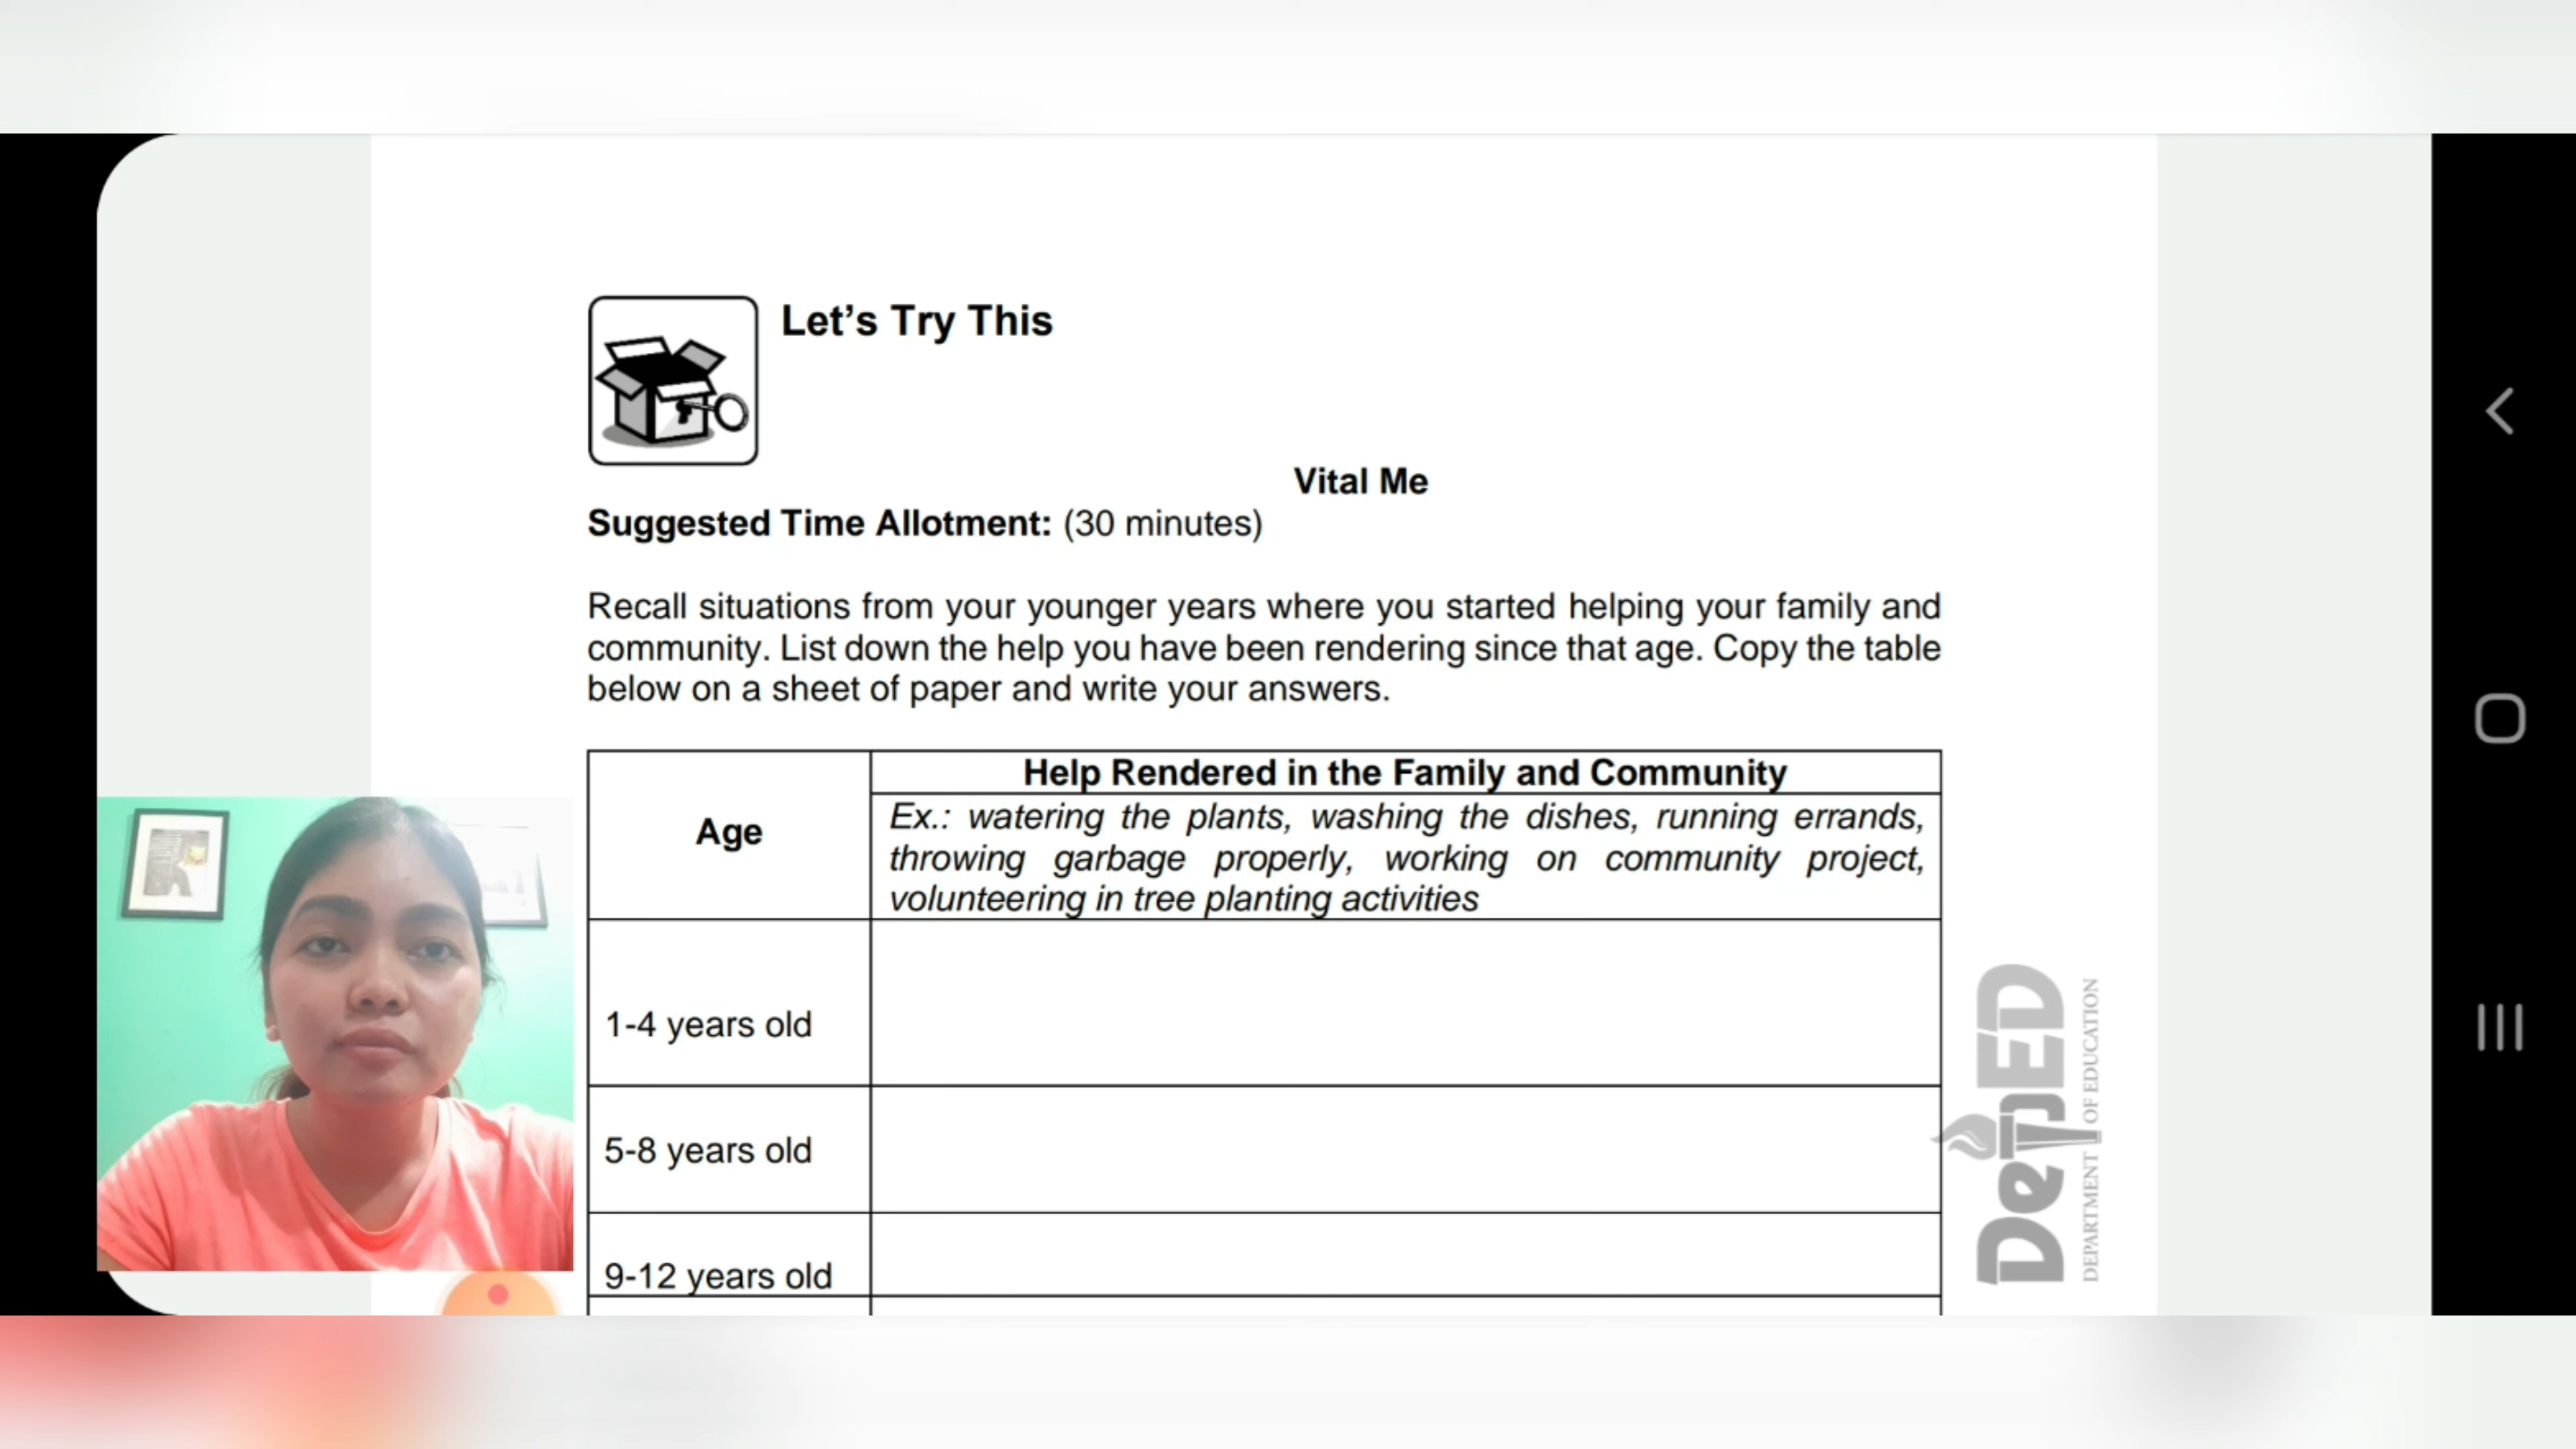 Let's Try This
Vital Me
Suggested Time Allotment: (30 minutes)
Recall situations from your younger years where you started helping your family and
community. List down the help you have been rendering since that age. Copy the table
below on a sheet of paper and write your answers.
Age
Help Rendered in the Family and Community
Ex.: watering the plants, washing the dishes, running errands,
throwing garbage properly, working on community project,
volunteering in tree planting activities
1-4 years old
5-8 years old
9-12 years old
DepED
DEPARTMENT OF EDUCATION